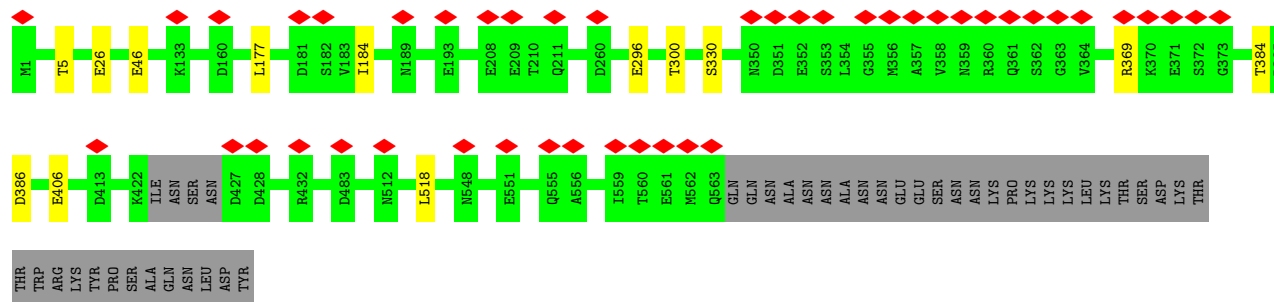 M1 T5 E26 E46 K133 D160 L177 D181 S182 V183 I184 N189 E193 E208 E209 T210 Q211 D260 E296 T300 S330 N350 D351 E352 S353 L354 G355 M356 A357 V358 N359 R360 Q361 S362 G363 V364 R369 K370 E371 S372 G373 T384
D386 E406 D413 K422 ILE ASN SER ASN D427 D428 R432 D483 N512 L518 N548 E551 Q555 A556 I559 T560 E561 M562 Q563 GLN GLN ASN ALA ASN ASN ALA ASN ASN GLU GLU SER ASN ASN LYS PRO LYS LYS LYS LEU LYS THR SER ASP LYS THR
THR TRP ARG LYS TYR PRO SER ALA GLN ASN LEU ASP TYR